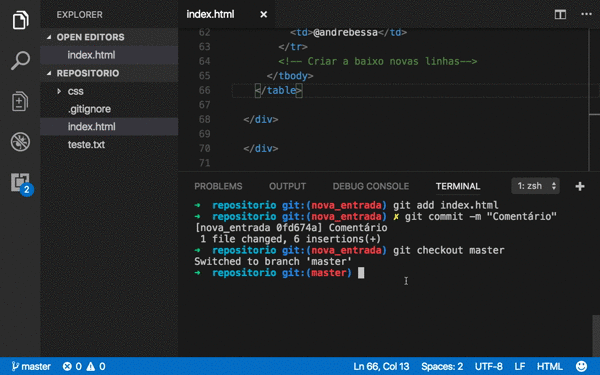 EXPLORER
OPEN EDITORS
index.html
REPOSITORIO
css
.gitignore
index.html
teste.txt
2
index.html ×
62 <td>@andrebessa</td>
63 </tr>
64 <!-- Criar a baixo novas linhas-->
65 </tbody>
66 </table>
67
68 </div>
69
70 </div>
71
PROBLEMS OUTPUT DEBUG CONSOLE TERMINAL 1: zsh +
➜ repositorio git:(nova_entrada) git add index.html
➜ repositorio git:(nova_entrada) ✗ git commit -m "Comentário"
[nova_entrada 0fd674a] Comentário
1 file changed, 6 insertions(+)
➜ repositorio git:(nova_entrada) git checkout master
Switched to branch 'master'
➜ repositorio git:(master)
master 0 0 Ln 66, Col 13 Spaces: 2 UTF-8 LF HTML